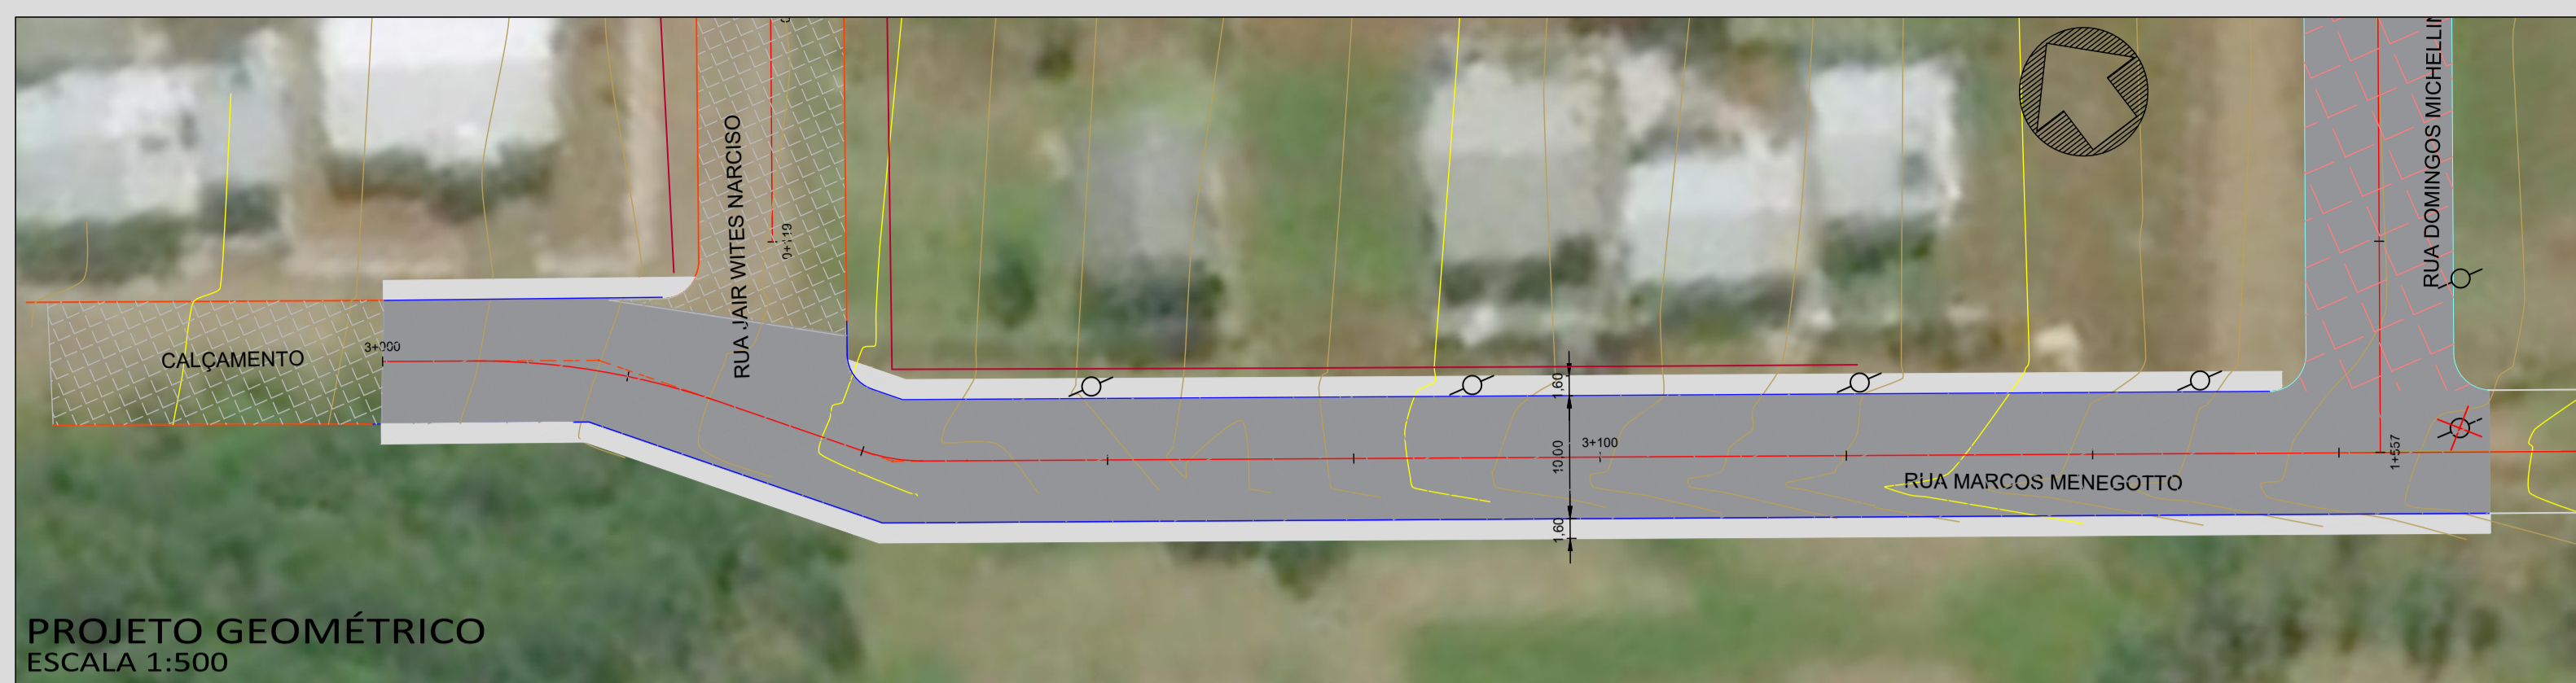 RUA JAIR WITES NARCISO
0+119
RUA DOMINGOS MICHELLIN
CALÇAMENTO
3+000
1,60
10,00
1,60
3+100
RUA MARCOS MENEGOTTO
1+557
PROJETO GEOMÉTRICO
ESCALA 1:500